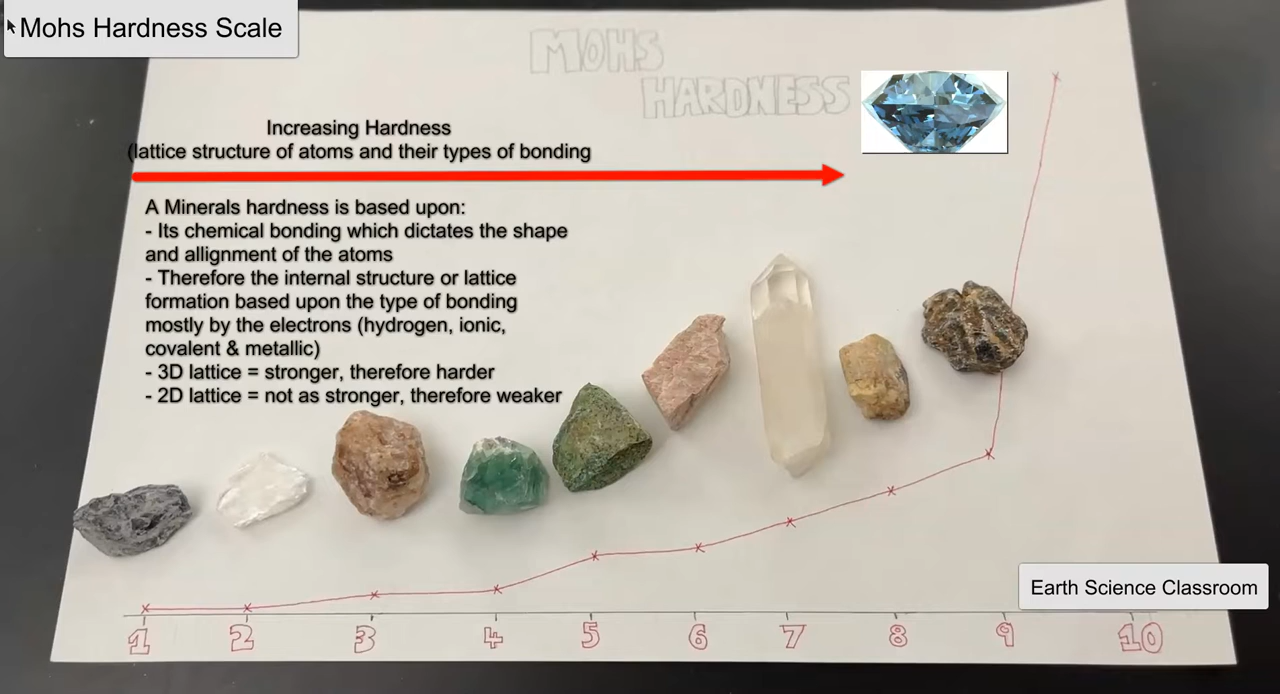 Mohs Hardness Scale
MOHS
HARDNESS
Increasing Hardness
(lattice structure of atoms and their types of bonding
A Minerals hardness is based upon:
- Its chemical bonding which dictates the shape
and allignment of the atoms
- Therefore the internal structure or lattice
formation based upon the type of bonding
mostly by the electrons (hydrogen, ionic,
covalent & metallic)
- 3D lattice = stronger, therefore harder
- 2D lattice = not as stronger, therefore weaker
Earth Science Classroom
1 2 3 4 5 6 7 8 9 10